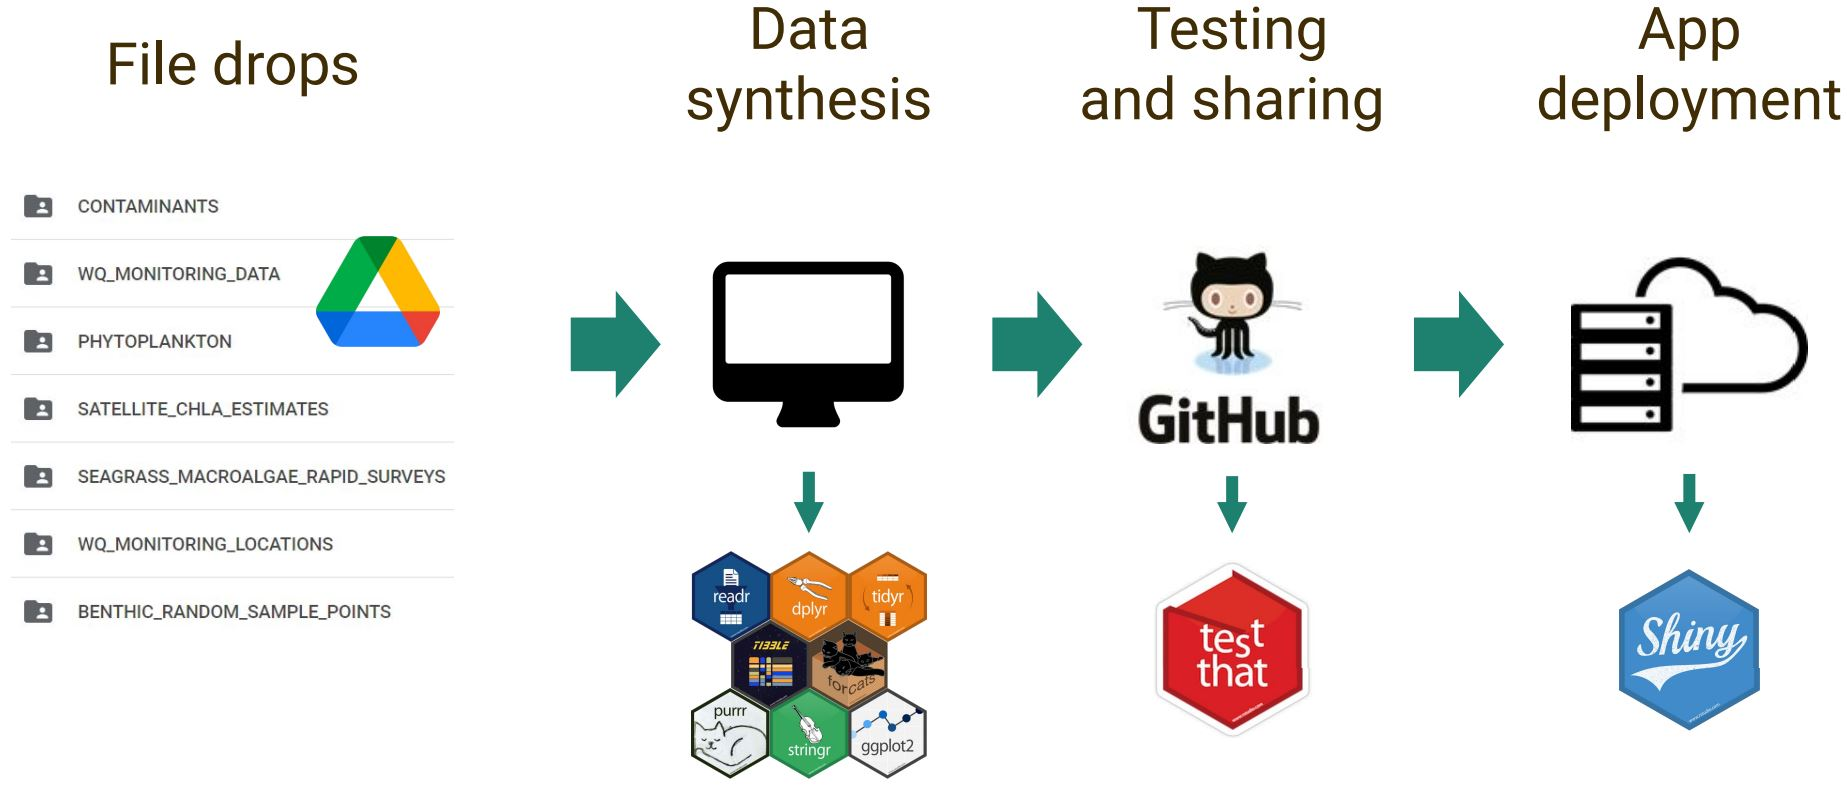 File drops
Data
synthesis
Testing
and sharing
App
deployment
CONTAMINANTS
WQ_MONITORING_DATA
PHYTOPLANKTON
SATELLITE_CHLA_ESTIMATES
SEAGRASS_MACROALGAE_RAPID_SURVEYS
WQ_MONITORING_LOCATIONS
BENTHIC_RANDOM_SAMPLE_POINTS
GitHub
readr
dplyr
tidyr
TIBBLE
forcats
purrr
stringr
ggplot2
test
that
Shiny